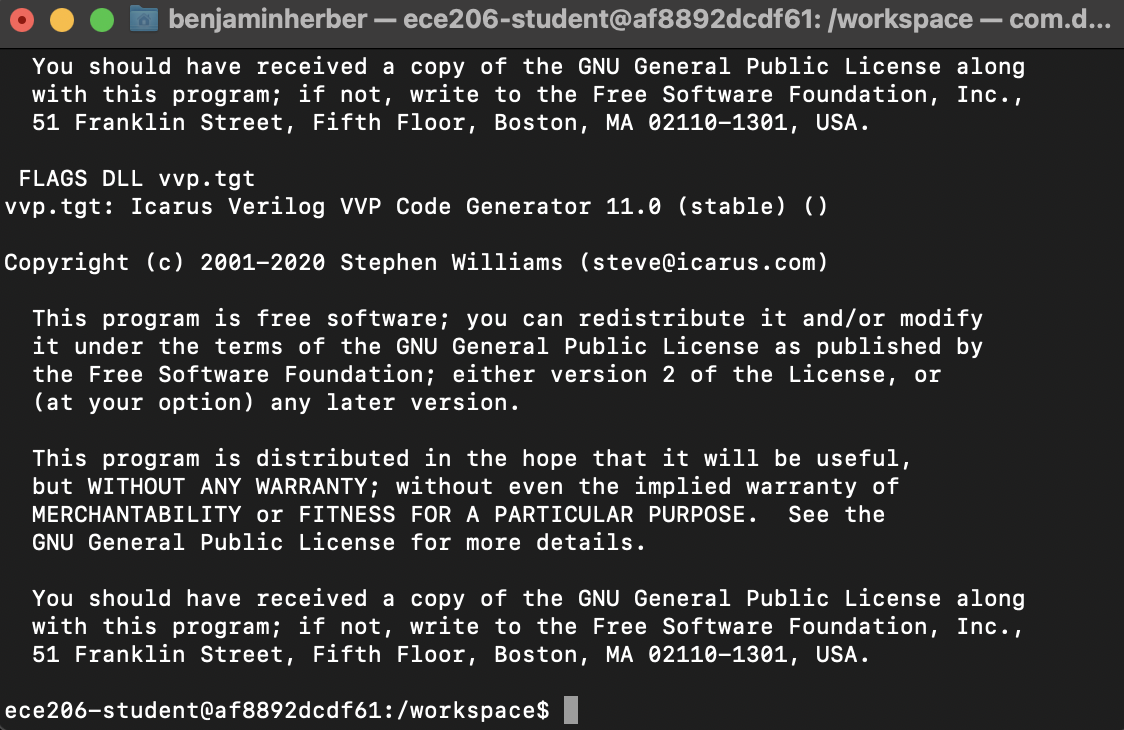 benjaminherber — ece206-student@af8892dcdf61: /workspace — com.d...
You should have received a copy of the GNU General Public License along
with this program; if not, write to the Free Software Foundation, Inc.,
51 Franklin Street, Fifth Floor, Boston, MA 02110-1301, USA.
FLAGS DLL vvp.tgt
vvp.tgt: Icarus Verilog VVP Code Generator 11.0 (stable) ()
Copyright (c) 2001-2020 Stephen Williams (steve@icarus.com)
This program is free software; you can redistribute it and/or modify
it under the terms of the GNU General Public License as published by
the Free Software Foundation; either version 2 of the License, or
(at your option) any later version.
This program is distributed in the hope that it will be useful,
but WITHOUT ANY WARRANTY; without even the implied warranty of
MERCHANTABILITY or FITNESS FOR A PARTICULAR PURPOSE.  See the
GNU General Public License for more details.
You should have received a copy of the GNU General Public License along
with this program; if not, write to the Free Software Foundation, Inc.,
51 Franklin Street, Fifth Floor, Boston, MA 02110-1301, USA.
ece206-student@af8892dcdf61:/workspace$